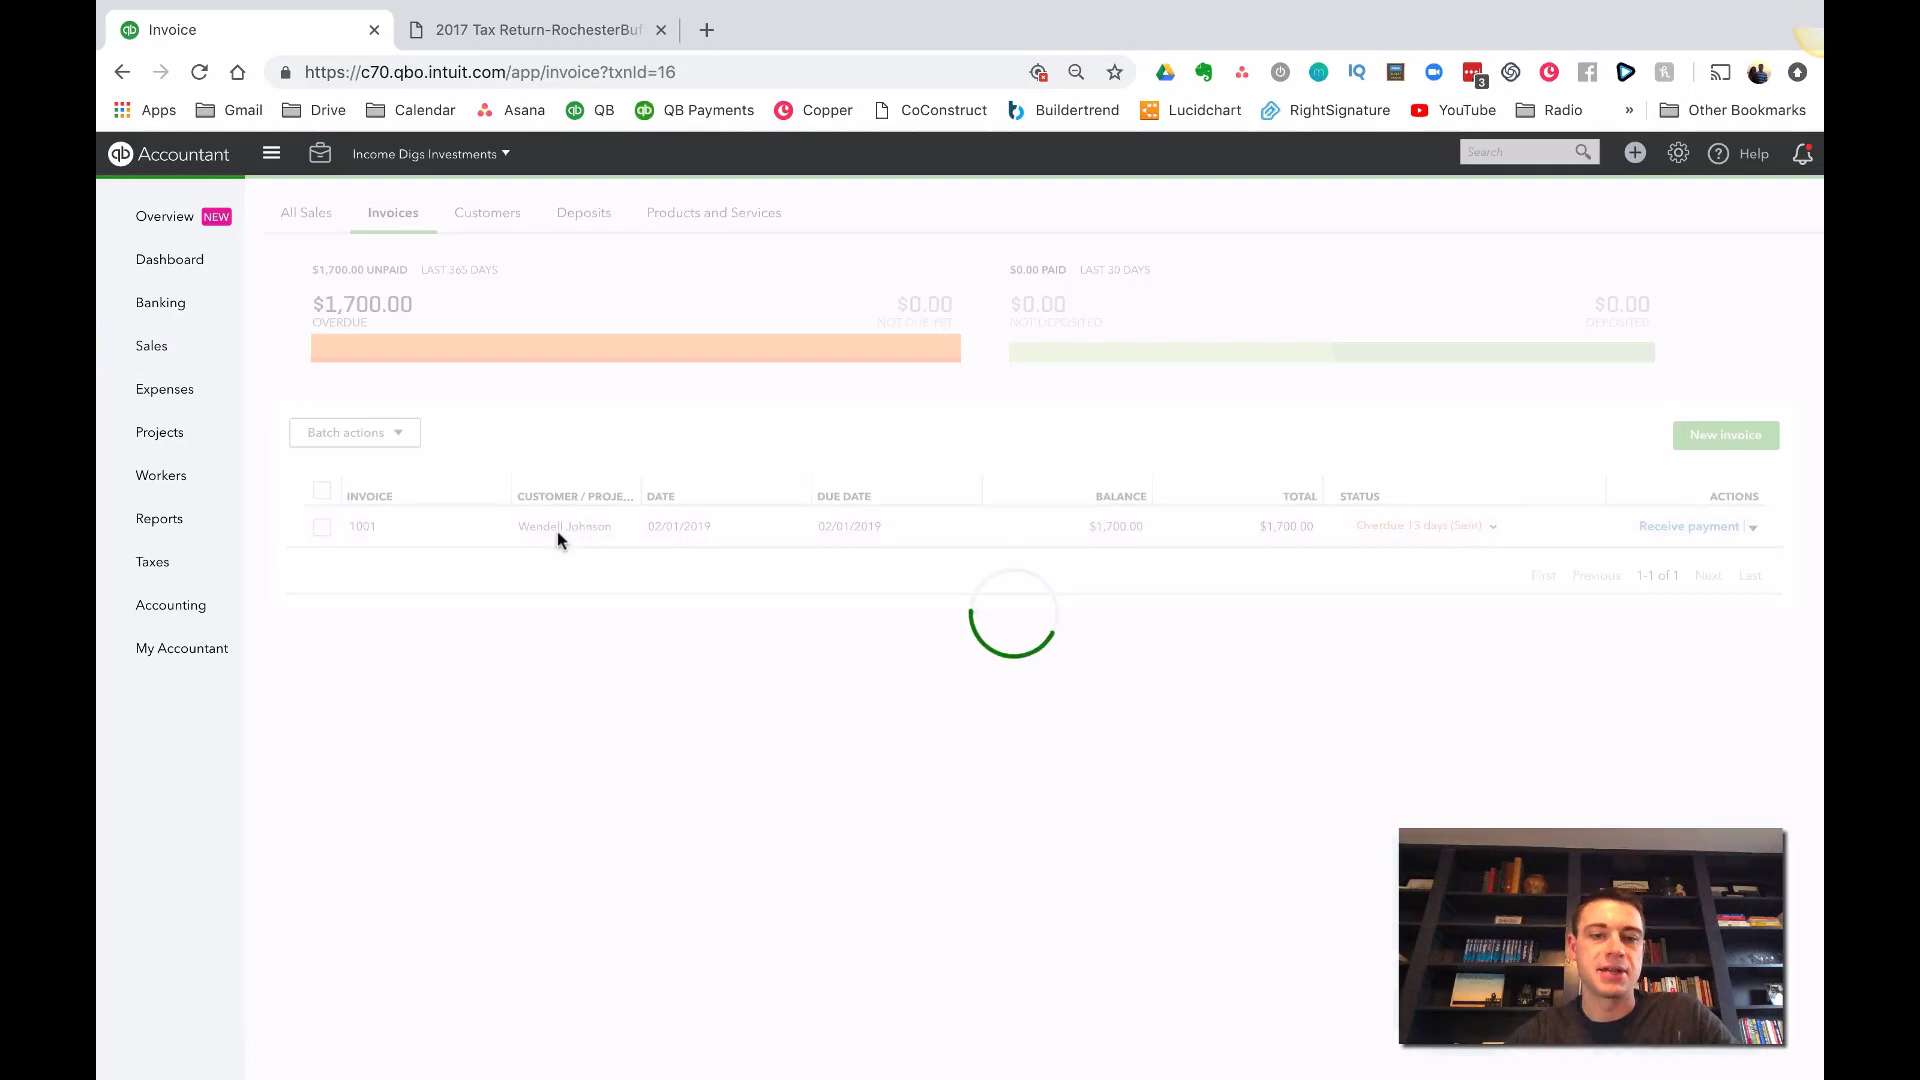 Invoice
2017 Tax Return-RochesterBuf
https://c70.qbo.intuit.com/app/invoice?txnId=16
3
Apps Gmail Drive Calendar Asana QB QB Payments Copper CoConstruct Buildertrend Lucidchart RightSignature YouTube Radio » Other Bookmarks
qb Accountant Income Digs Investments Search Help
Overview NEW
Dashboard
Banking
Sales
Expenses
Projects
Workers
Reports
Taxes
Accounting
My Accountant
All Sales Invoices Customers Deposits Products and Services
$1,700.00 UNPAID LAST 365 DAYS $0.00 PAID LAST 30 DAYS
$1,700.00 $0.00 $0.00 $0.00
OVERDUE NOT DUE YET NOT DEPOSITED DEPOSITED
Batch actions New invoice
INVOICE CUSTOMER / PROJE... DATE DUE DATE BALANCE TOTAL STATUS ACTIONS
1001 Wendell Johnson 02/01/2019 02/01/2019 $1,700.00 $1,700.00 Overdue 13 days (Sent) Receive payment
First Previous 1-1 of 1 Next Last